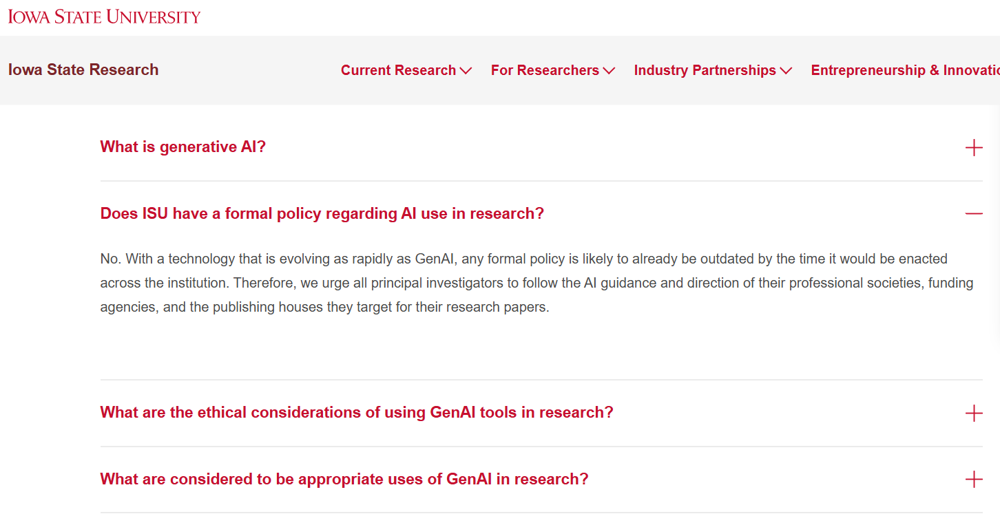 IOWA STATE UNIVERSITY
Iowa State Research
Current Research
For Researchers
Industry Partnerships
Entrepreneurship &
What is generative AI?
Does ISU have a formal policy regarding AI use in research?
No. With a technology that is evolving as rapidly as GenAI, any formal policy is likely to already be outdated by the time it would be enacted
across the institution. Therefore, we urge all principal investigators to follow the AI guidance and direction of their professional societies, funding
agencies, and the publishing houses they target for their research papers.
What are the ethical considerations of using GenAI tools in research?
What are considered to be appropriate uses of GenAI in research?